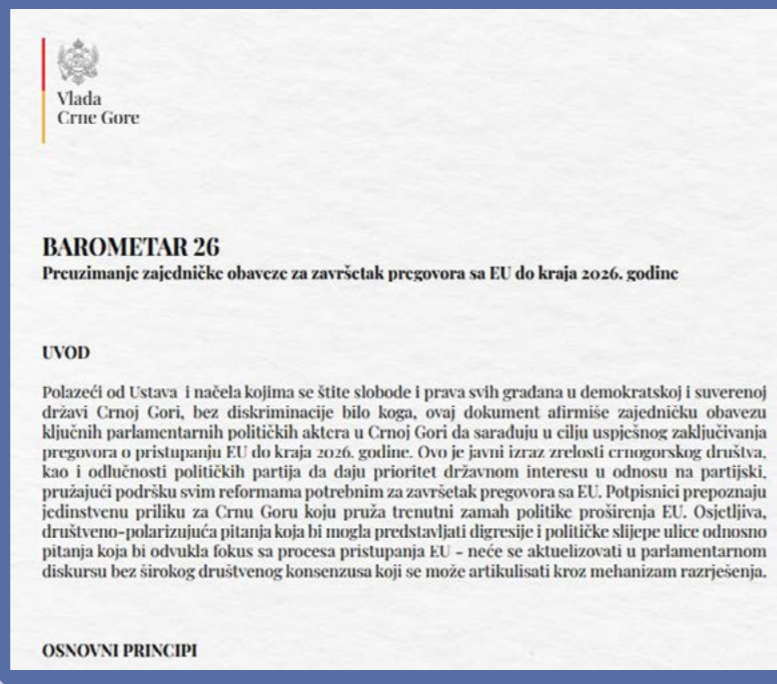 Vlada
Crne Gore
BAROMETAR 26
Preuzimanje zajedničke obaveze za završetak pregovora sa EU do kraja 2026. godine
UVOD
Polazeći od Ustava i načela kojima se štite slobode i prava svih građana u demokratskoj i suverenoj
državi Crnoj Gori, bez diskriminacije bilo koga, ovaj dokument afirmiše zajedničku obavezu
ključnih parlamentarnih političkih aktera u Crnoj Gori da sarađuju u cilju uspješnog zaključivanja
pregovora o pristupanju EU do kraja 2026. godine. Ovo je javni izraz zrelosti crnogorskog društva,
kao i odlučnosti političkih partija da daju prioritet državnom interesu u odnosu na partijski,
pružajući podršku svim reformama potrebnim za završetak pregovora sa EU. Potpisnici prepoznaju
jedinstvenu priliku za Crnu Goru koju pruža trenutni zamah politike proširenja EU. Osjetljiva,
društveno-polarizujuća pitanja koja bi mogla predstavljati digresije i političke slijepe ulice odnosno
pitanja koja bi odvukla fokus sa procesa pristupanja EU – neće se aktuelizovati u parlamentarnom
diskursu bez širokog društvenog konsenzusa koji se može artikulisati kroz mehanizam razrješenja.
OSNOVNI PRINCIPI